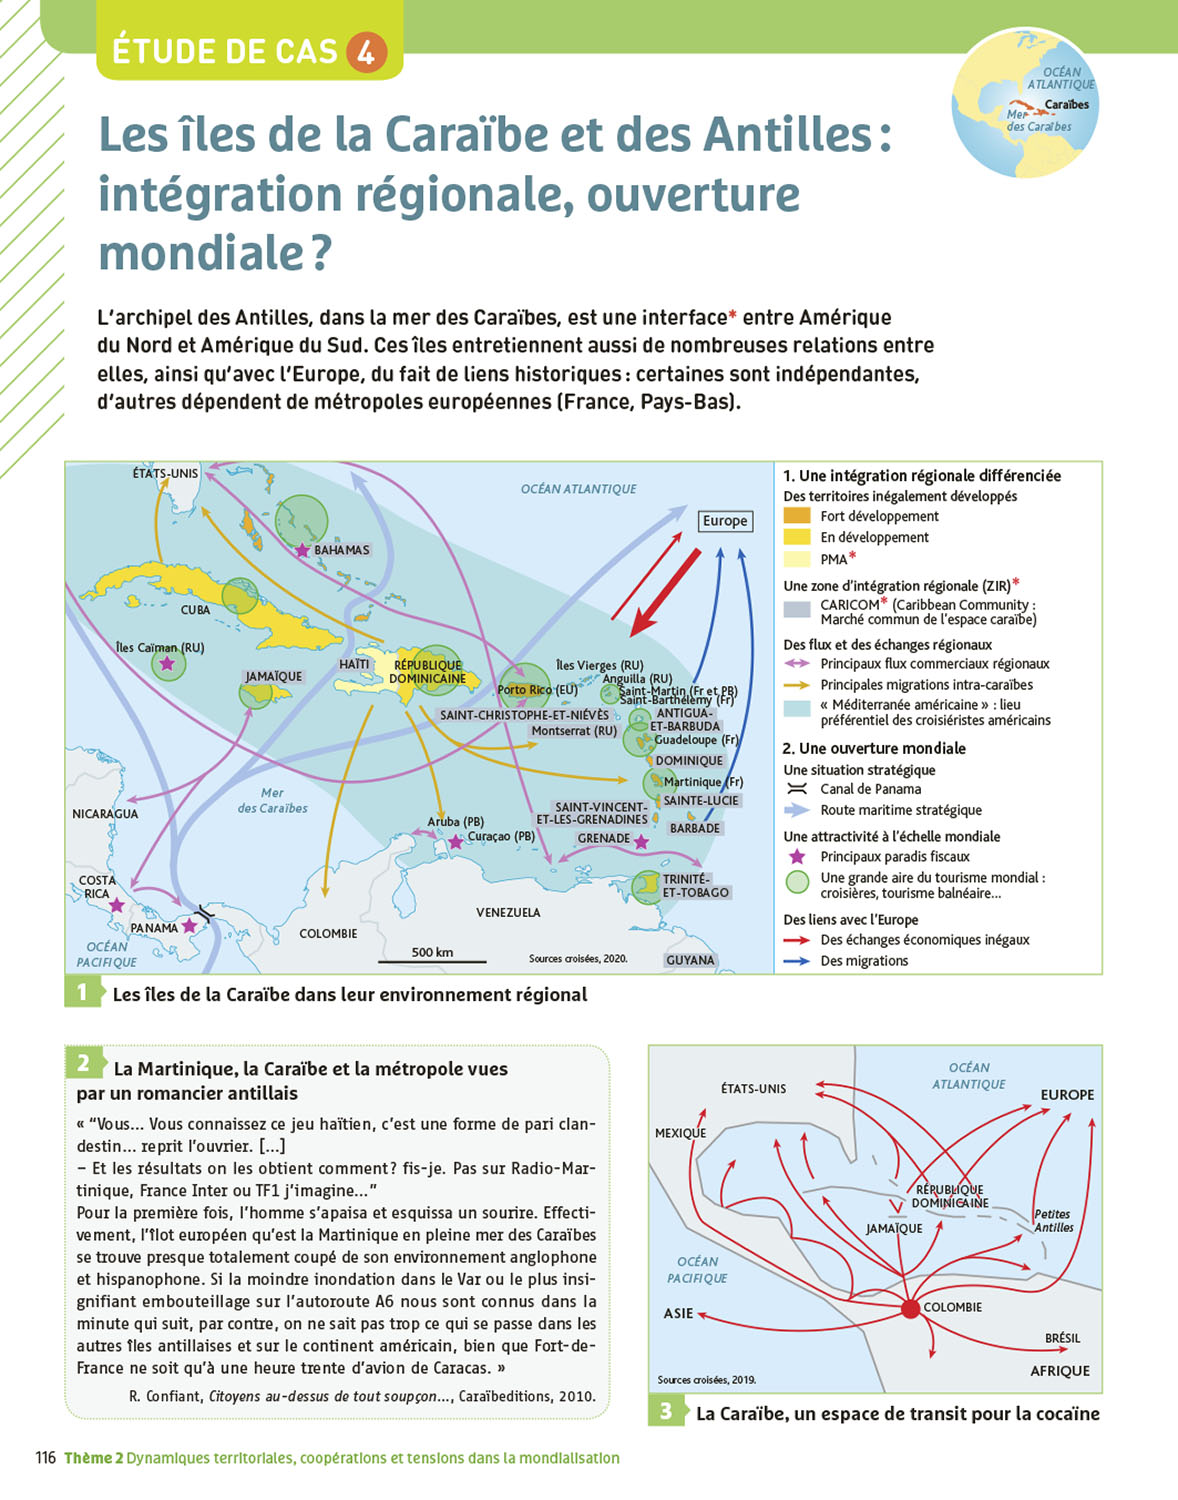 ÉTUDE DE CAS 4
OCÉAN
ATLANTIQUE
Caraïbes
Mer
des Caraïbes
Les îles de la Caraïbe et des Antilles :
intégration régionale, ouverture
mondiale ?
L'archipel des Antilles, dans la mer des Caraïbes, est une interface* entre Amérique
du Nord et Amérique du Sud. Ces îles entretiennent aussi de nombreuses relations entre
elles, ainsi qu'avec l'Europe, du fait de liens historiques : certaines sont indépendantes,
d'autres dépendent de métropoles européennes (France, Pays-Bas).
ÉTATS-UNIS
OCÉAN ATLANTIQUE
Europe
BAHAMAS
CUBA
Îles Caïman (RU)
JAMAÏQUE
HAÏTI
RÉPUBLIQUE
DOMINICAINE
Porto Rico (EU)
Îles Vierges (RU)
Anguilla (RU)
Saint-Martin (Fr et PB)
Saint-Barthélemy (Fr)
SAINT-CHRISTOPHE-ET-NIÉVÈS
ANTIGUA-
ET-BARBUDA
Montserrat (RU)
Guadeloupe (Fr)
DOMINIQUE
Martinique (Fr)
SAINTE-LUCIE
SAINT-VINCENT-
ET-LES-GRENADINES
BARBADE
GRENADE
Mer
des Caraïbes
NICARAGUA
Aruba (PB)
Curaçao (PB)
TRINITÉ-
ET-TOBAGO
COSTA
RICA
PANAMA
OCÉAN
PACIFIQUE
COLOMBIE
VENEZUELA
GUYANA
500 km
Sources croisées, 2020.
1. Une intégration régionale différenciée
Des territoires inégalement développés
Fort développement
En développement
PMA*
Une zone d'intégration régionale (ZIR)*
CARICOM* (Caribbean Community :
Marché commun de l'espace caraïbe)
Des flux et des échanges régionaux
Principaux flux commerciaux régionaux
Principales migrations intra-caraïbes
« Méditerranée américaine » : lieu
préférentiel des croisiéristes américains
2. Une ouverture mondiale
Une situation stratégique
Canal de Panama
Route maritime stratégique
Une attractivité à l'échelle mondiale
Principaux paradis fiscaux
Une grande aire du tourisme mondial :
croisières, tourisme balnéaire...
Des liens avec l'Europe
Des échanges économiques inégaux
Des migrations
1 Les îles de la Caraïbe dans leur environnement régional
2 La Martinique, la Caraïbe et la métropole vues
par un romancier antillais
« “Vous... Vous connaissez ce jeu haïtien, c'est une forme de pari clan-
destin... reprit l'ouvrier. [...]
– Et les résultats on les obtient comment ? fis-je. Pas sur Radio-Mar-
tinique, France Inter ou TF1 j'imagine...”
Pour la première fois, l'homme s'apaisa et esquissa un sourire. Effecti-
vement, l'îlot européen qu'est la Martinique en pleine mer des Caraïbes
se trouve presque totalement coupé de son environnement anglophone
et hispanophone. Si la moindre inondation dans le Var ou le plus insi-
gnifiant embouteillage sur l'autoroute A6 nous sont connus dans la
minute qui suit, par contre, on ne sait pas trop ce qui se passe dans les
autres îles antillaises et sur le continent américain, bien que Fort-de-
France ne soit qu'à une heure trente d'avion de Caracas. »
R. Confiant, Citoyens au-dessus de tout soupçon..., Caraïbeditions, 2010.
OCÉAN
ATLANTIQUE
ÉTATS-UNIS
EUROPE
MEXIQUE
RÉPUBLIQUE
DOMINICAINE
JAMAÏQUE
Petites
Antilles
OCÉAN
PACIFIQUE
ASIE
COLOMBIE
BRÉSIL
AFRIQUE
Sources croisées, 2019.
3 La Caraïbe, un espace de transit pour la cocaïne
116 Thème 2 Dynamiques territoriales, coopérations et tensions dans la mondialisation